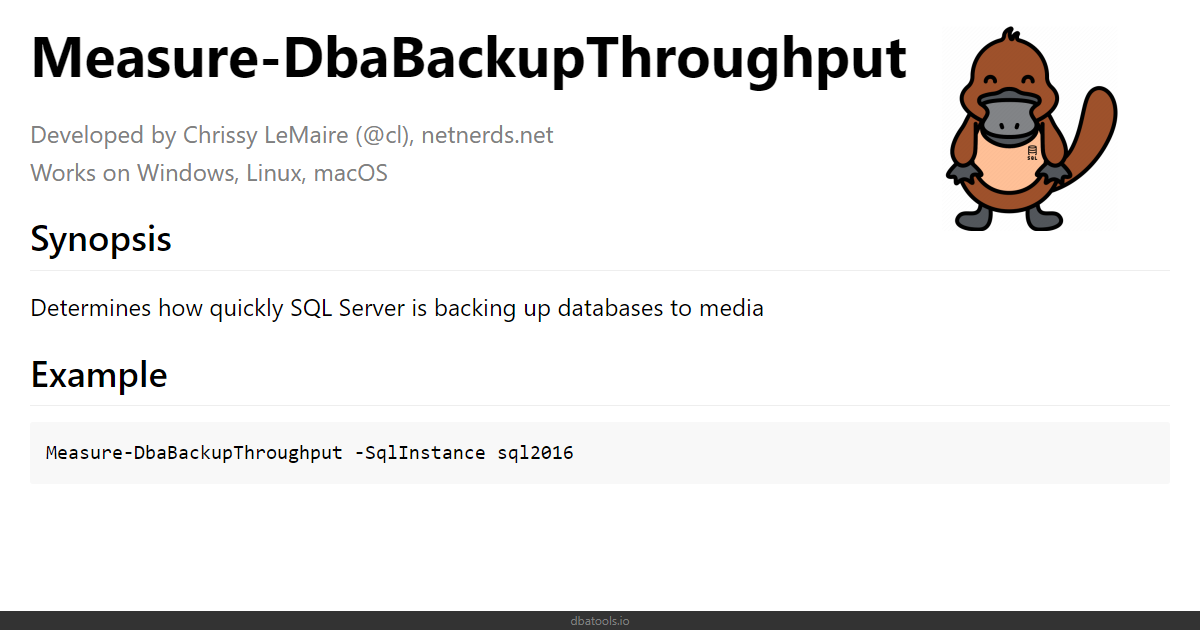 Measure-DbaBackupThroughput
Developed by Chrissy LeMaire (@cl), netnerds.net
Works on Windows, Linux, macOS
SQL
Synopsis
Determines how quickly SQL Server is backing up databases to media
Example
Measure-DbaBackupThroughput -SqlInstance sql2016
dbatools.io